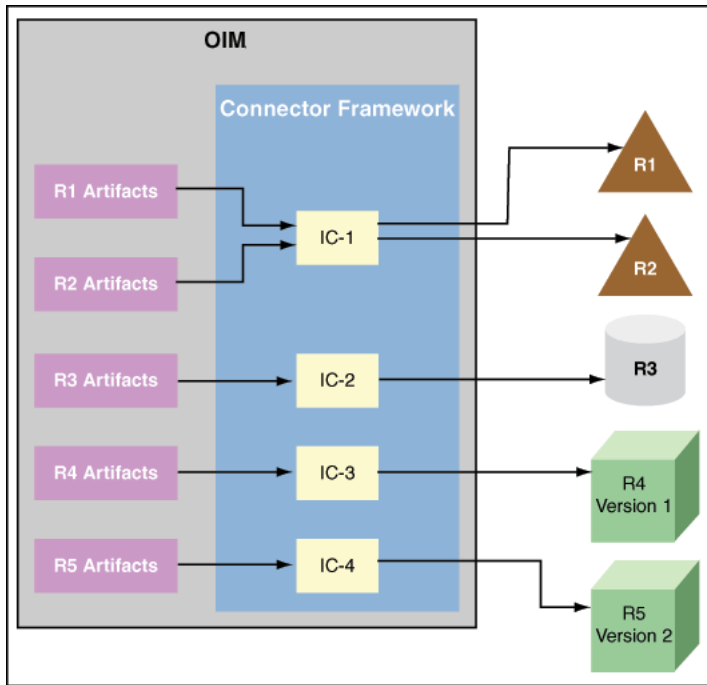 OIM
Connector Framework
R1 Artifacts
IC-1
R1
R2 Artifacts
R2
R3 Artifacts
IC-2
R3
R4 Artifacts
IC-3
R4
Version 1
R5 Artifacts
IC-4
R5
Version 2